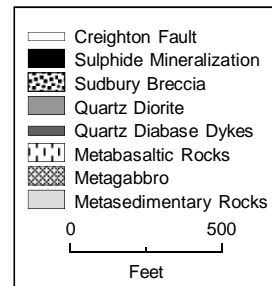 Creighton Fault
Sulphide Mineralization
Sudbury Breccia
Quartz Diorite
Quartz Diabase Dykes
Metabasaltic Rocks
Metagabbro
Metasedimentary Rocks
0 500
Feet